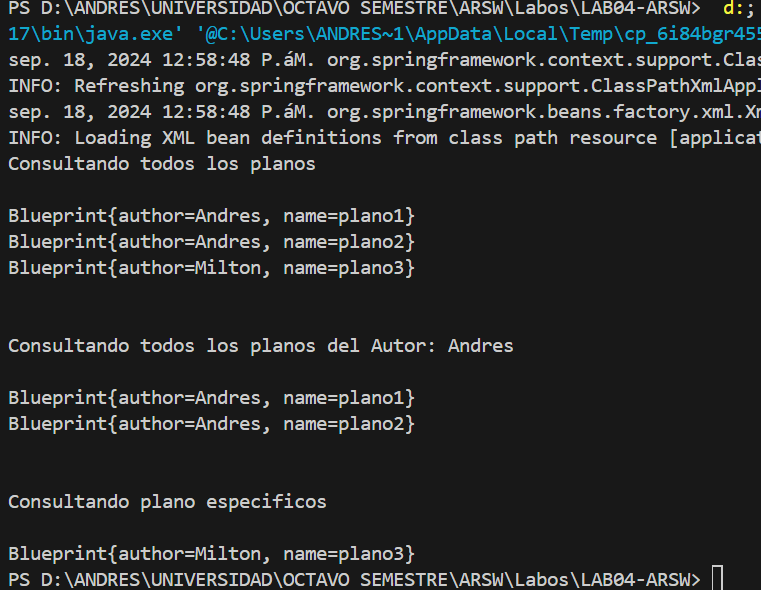 PS D:\ANDRES\UNIVERSIDAD\OCTAVO SEMESTRE\ARSW\Labos\LAB04-ARSW>  d:;
17\bin\java.exe' '@C:\Users\ANDRES~1\AppData\Local\Temp\cp_6i84bgr455
sep. 18, 2024 12:58:48 P.áM. org.springframework.context.support.Clas
INFO: Refreshing org.springframework.context.support.ClassPathXmlAppl
sep. 18, 2024 12:58:48 P.áM. org.springframework.beans.factory.xml.Xm
INFO: Loading XML bean definitions from class path resource [applicat
Consultando todos los planos
Blueprint{author=Andres, name=plano1}
Blueprint{author=Andres, name=plano2}
Blueprint{author=Milton, name=plano3}
Consultando todos los planos del Autor: Andres
Blueprint{author=Andres, name=plano1}
Blueprint{author=Andres, name=plano2}
Consultando plano especificos
Blueprint{author=Milton, name=plano3}
PS D:\ANDRES\UNIVERSIDAD\OCTAVO SEMESTRE\ARSW\Labos\LAB04-ARSW>